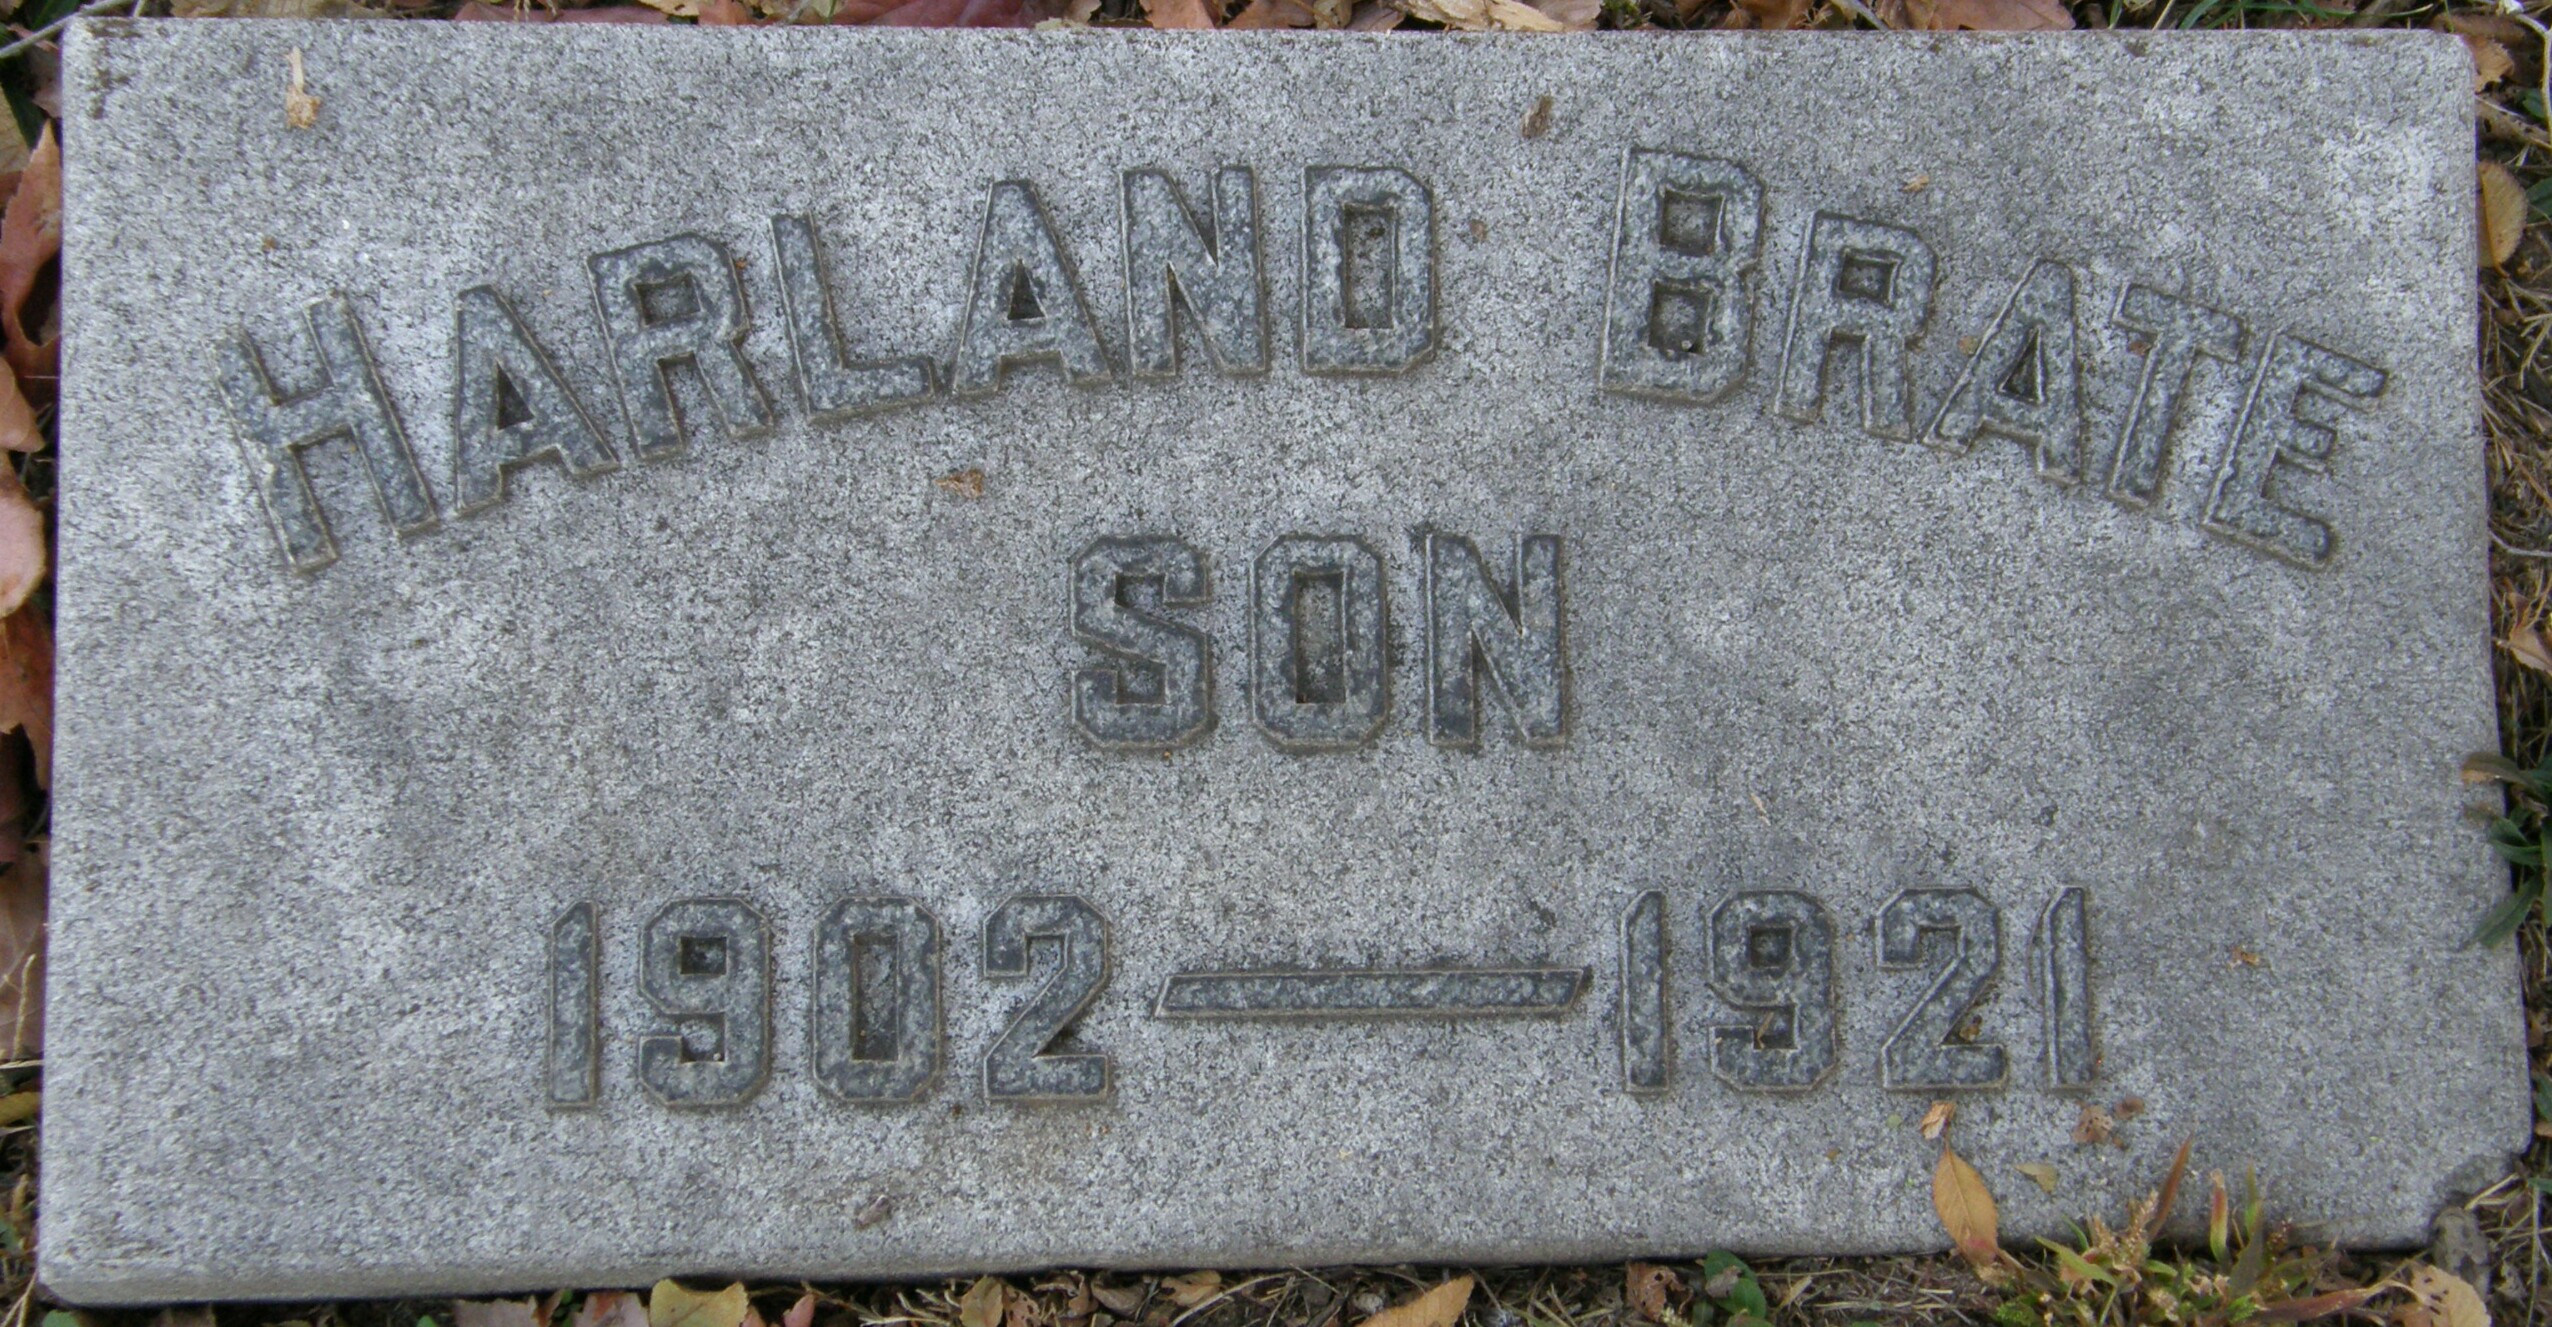 HARLAND BRATE
SON
1902—1921